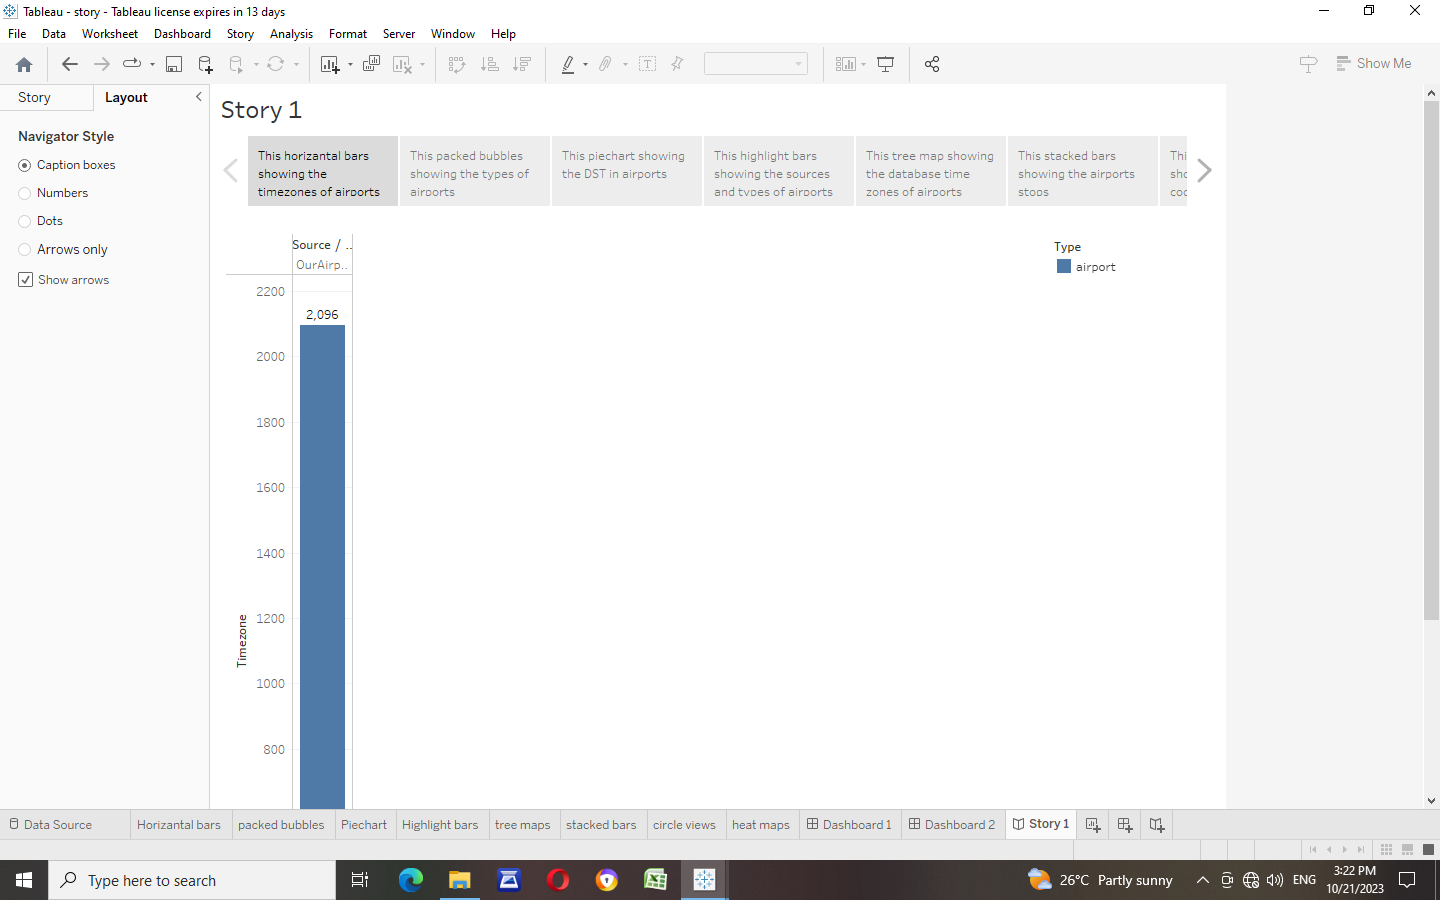 Tableau - story - Tableau license expires in 13 days
File Data Worksheet Dashboard Story Analysis Format Server Window Help
Show Me
Story Layout
Navigator Style
Caption boxes
Numbers
Dots
Arrows only
Show arrows
Story 1
This horizantal bars
showing the
timezones of airports
This packed bubbles
showing the types of
airports
This piechart showing
the DST in airports
This highlight bars
showing the sources
and types of airports
This tree map showing
the database time
zones of airports
This stacked bars
showing the airports
stops
Thi
sho
coc
Source / ..
OurAirp..
2200
2,096
2000
1800
1600
1400
1200
1000
800
Timezone
Type
airport
Data Source Horizantal bars packed bubbles Piechart Highlight bars tree maps stacked bars circle views heat maps Dashboard 1 Dashboard 2 Story 1
Type here to search
26°C Partly sunny
ENG
3:22 PM
10/21/2023